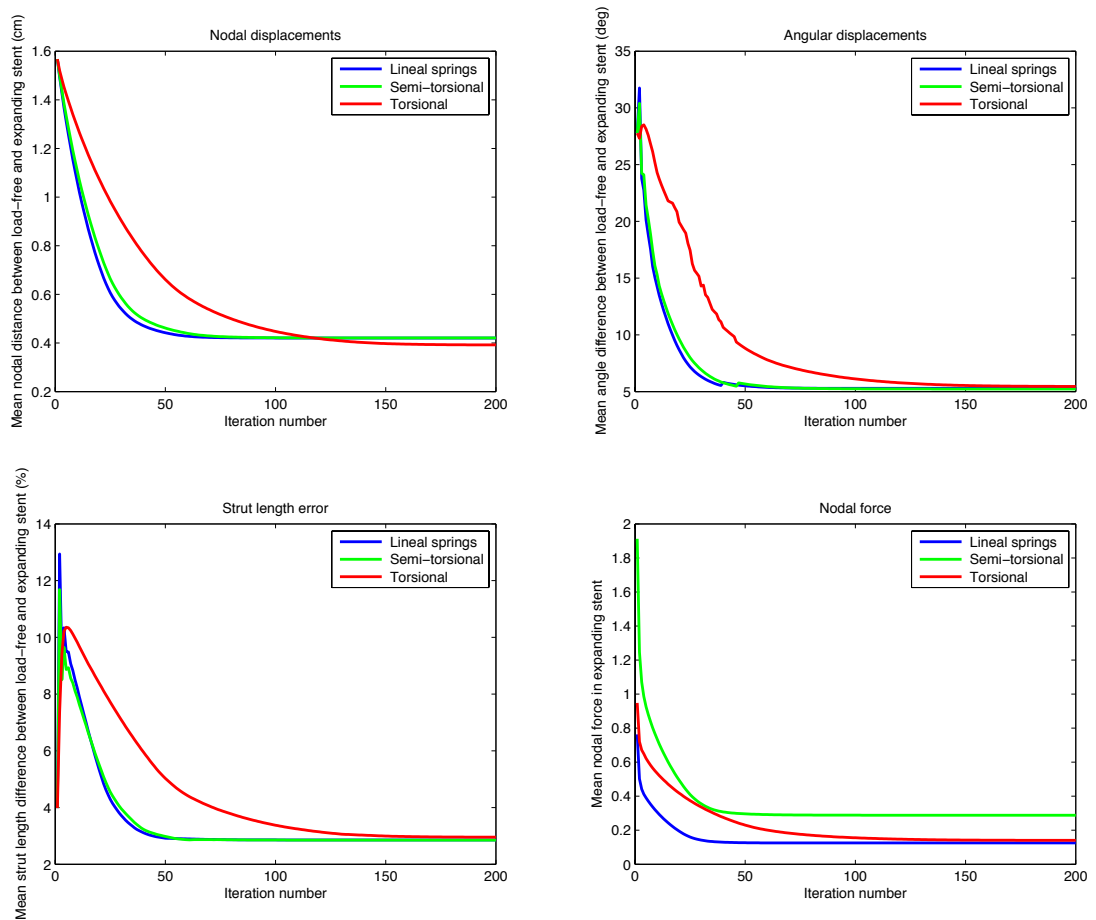 Nodal displacements
Mean nodal distance between load−free and expanding stent (cm)
1.6
1.4
1.2
1
0.8
0.6
0.4
0.2
0 50 100 150 200
Iteration number
Lineal springs
Semi−torsional
Torsional
Angular displacements
Mean angle difference between load−free and expanding stent (deg)
35
30
25
20
15
10
5
0 50 100 150 200
Iteration number
Lineal springs
Semi−torsional
Torsional
Strut length error
Mean strut length difference between load−free and expanding stent (%)
14
12
10
8
6
4
2
0 50 100 150 200
Iteration number
Lineal springs
Semi−torsional
Torsional
Nodal force
Mean nodal force in expanding stent
2
1.8
1.6
1.4
1.2
1
0.8
0.6
0.4
0.2
0
0 50 100 150 200
Iteration number
Lineal springs
Semi−torsional
Torsional